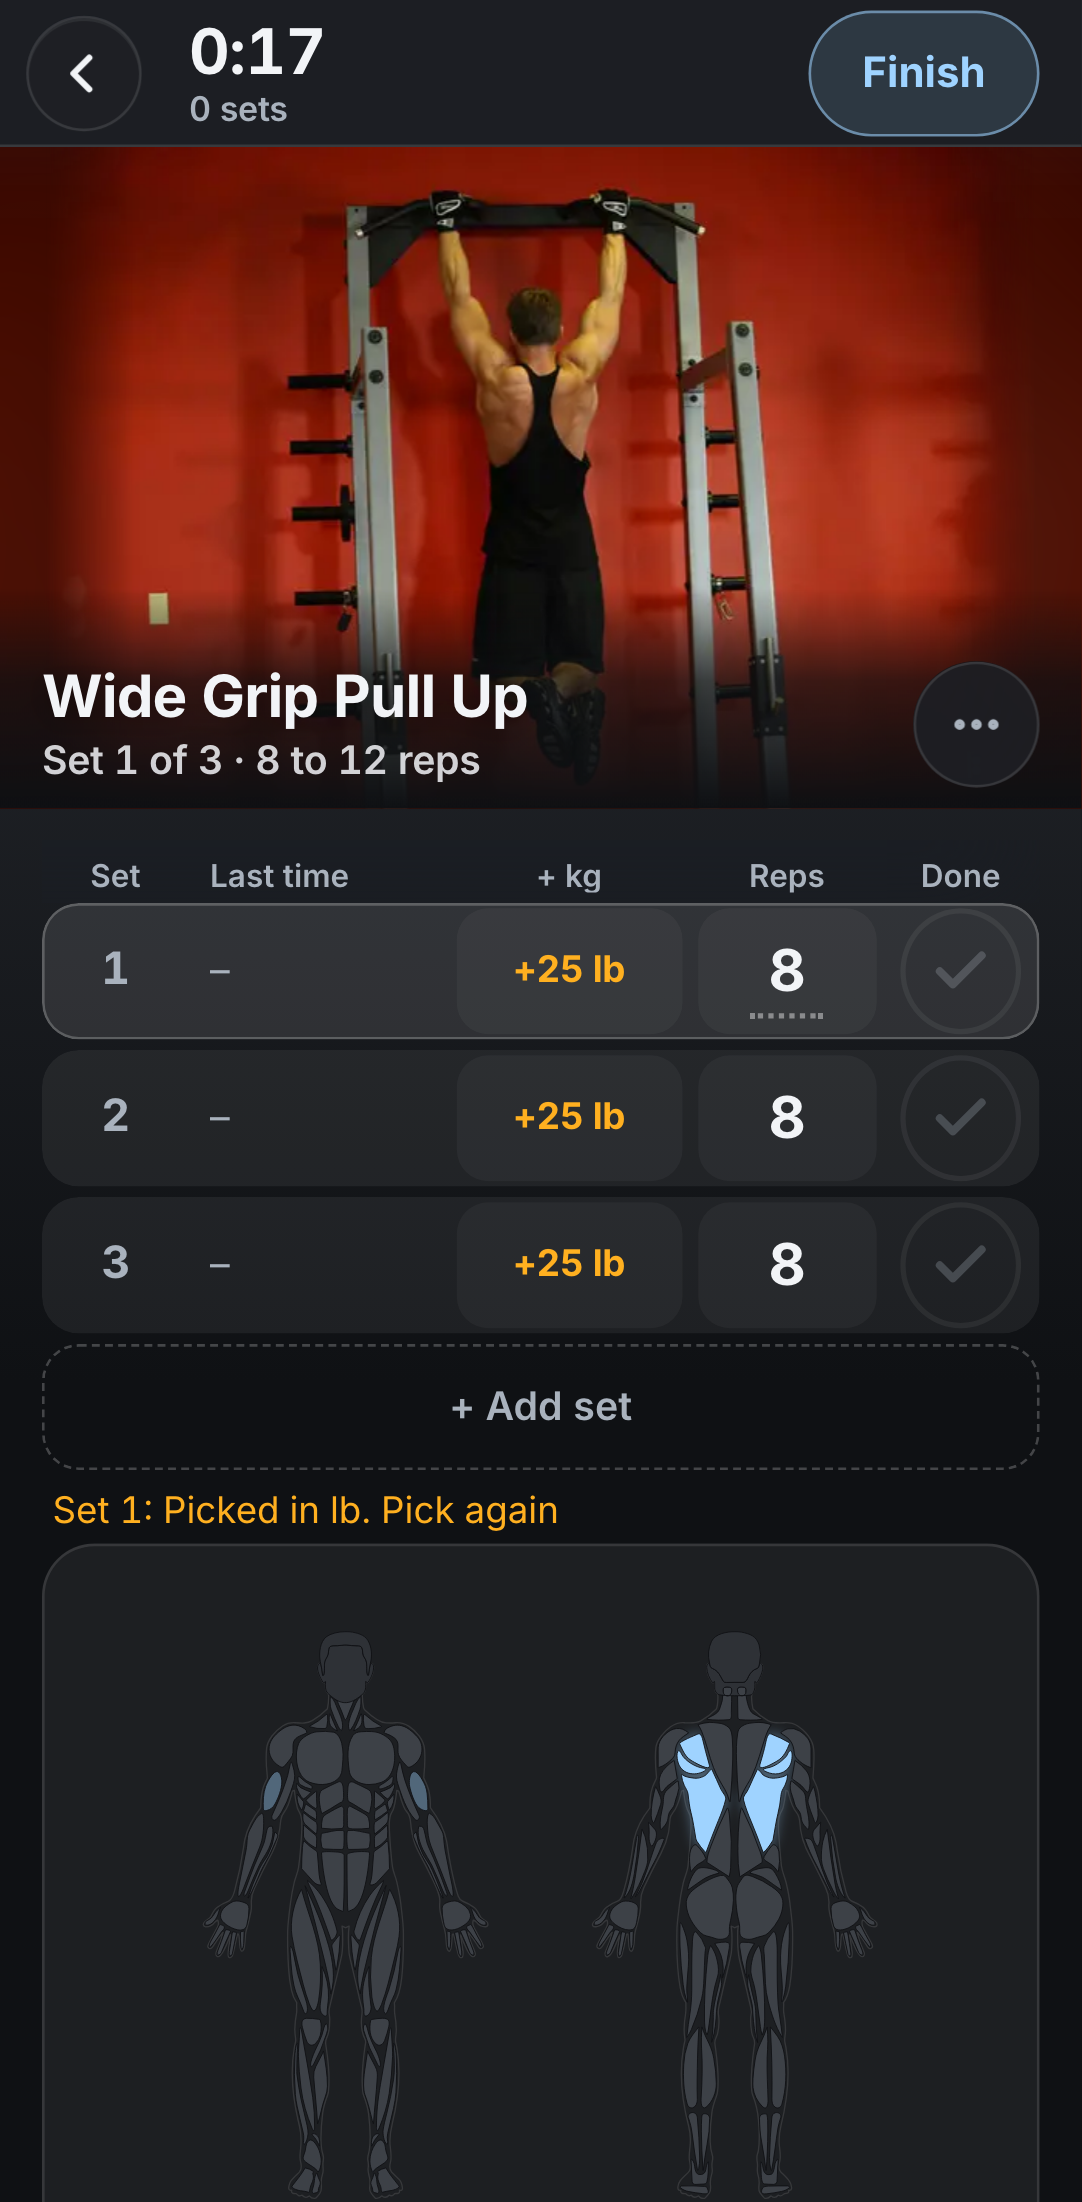 0:17
0 sets
Finish
Wide Grip Pull Up
Set 1 of 3 · 8 to 12 reps
Set Last time + kg Reps Done
1 – +25 lb 8
2 – +25 lb 8
3 – +25 lb 8
+ Add set
Set 1: Picked in lb. Pick again